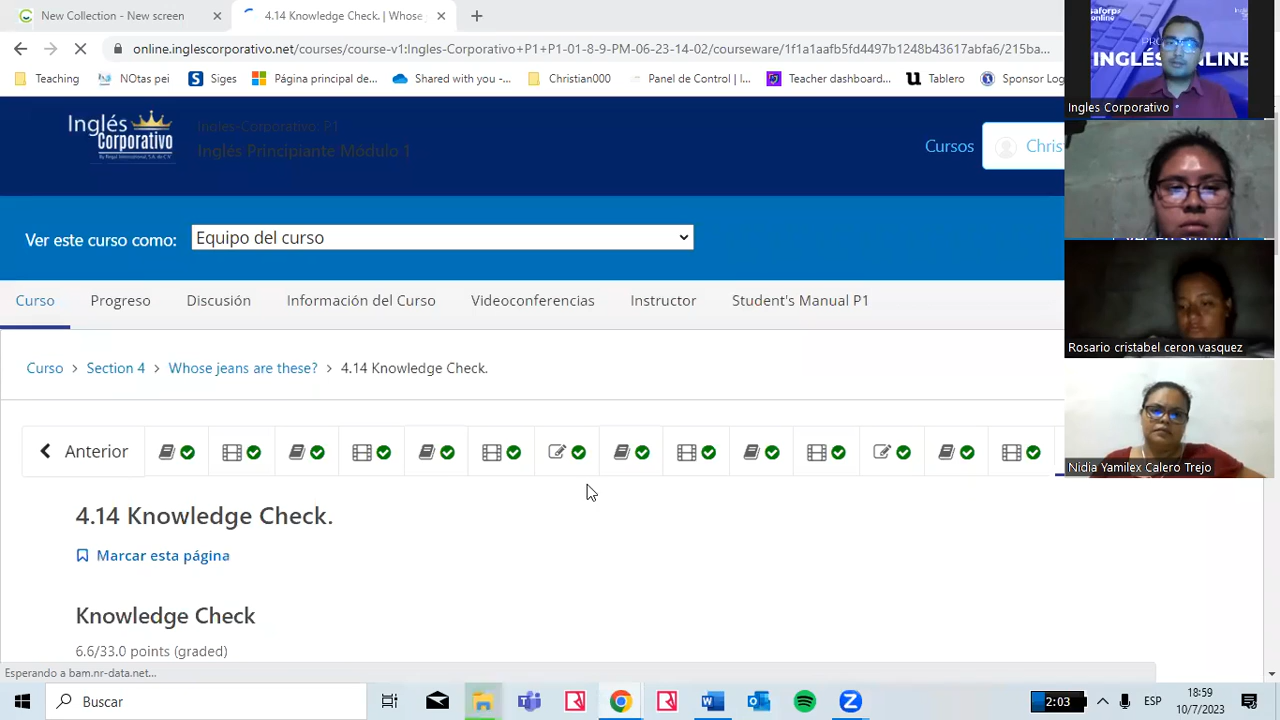 New Collection - New screen
4.14 Knowledge Check. | Whose
online.inglescorporativo.net/courses/course-v1:Ingles-Corporativo+P1+P1-01-8-9-PM-06-23-14-02/courseware/1f1a1aafb5fd4497b1248b43617abfa6/215ba...
Teaching
NOtas pei
Siges
Página principal de...
Shared with you -...
Christian000
Panel de Control | I...
Teacher dashboard...
Tablero
Sponsor Log
Inglés
Corporativo
By Regal International, S.A. de C.V.
Ingles-Corporativo: P1
Inglés Principiante Módulo 1
Cursos
Chris
Ver este curso como:
Equipo del curso
Curso
Progreso
Discusión
Información del Curso
Videoconferencias
Instructor
Student's Manual P1
Curso > Section 4 > Whose jeans are these? > 4.14 Knowledge Check.
Anterior
4.14 Knowledge Check.
Marcar esta página
Knowledge Check
6.6/33.0 points (graded)
Esperando a bam.nr-data.net...
INGLÉS ONLINE
Ingles Corporativo
Rosario cristabel ceron vasquez
Nidia Yamilex Calero Trejo
Buscar
2:03
ESP
18:59
10/7/2023